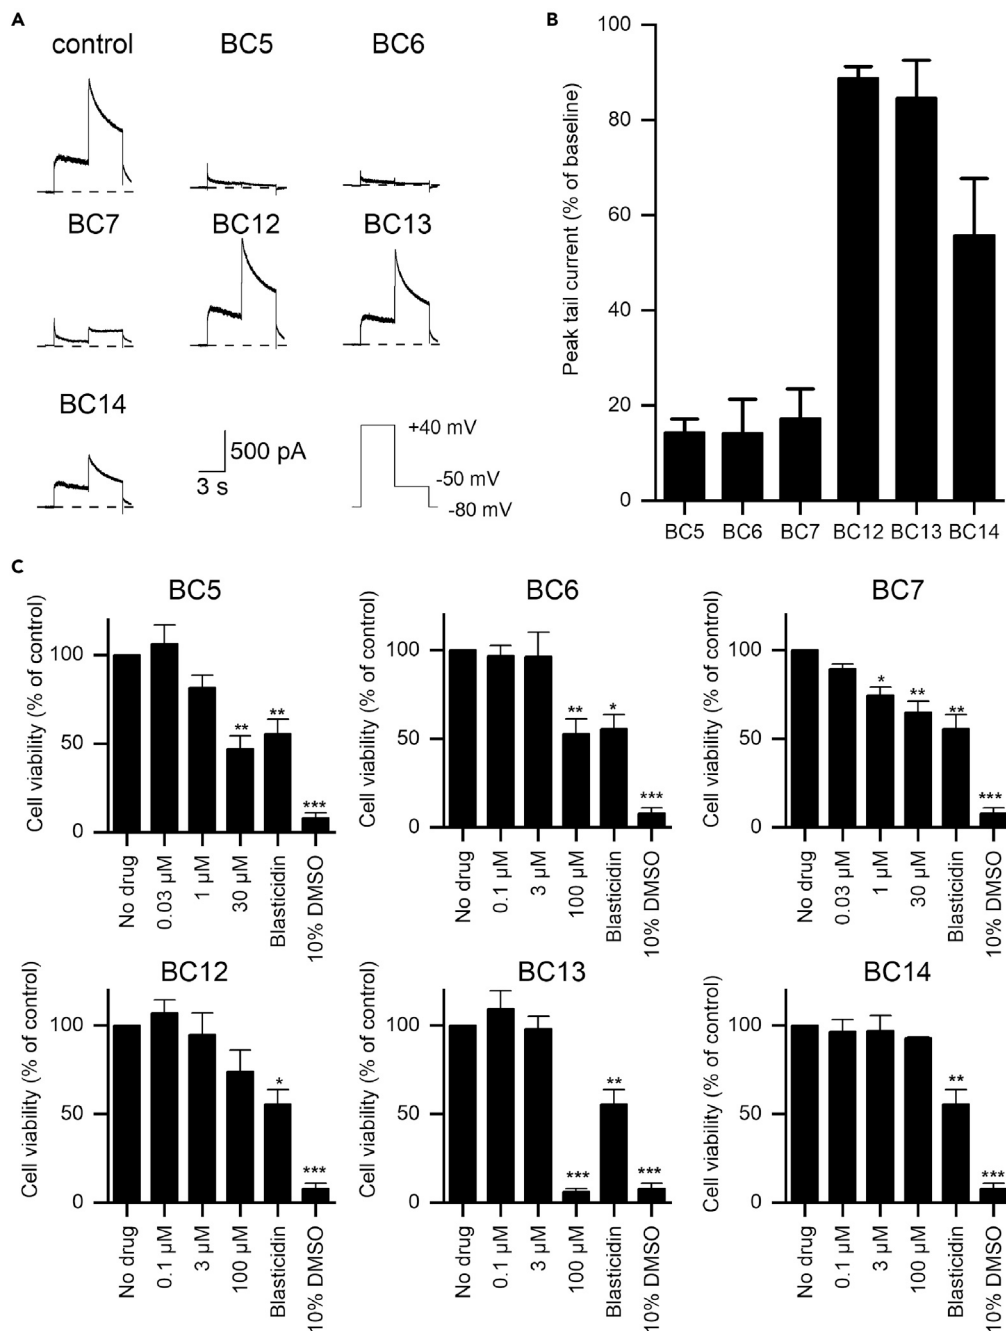 A
control
BC5
BC6
BC7
BC12
BC13
BC14
500 pA
3 s
+40 mV
-50 mV
-80 mV
B
Peak tail current (% of baseline)
100
80
60
40
20
0
BC5
BC6
BC7
BC12
BC13
BC14
C
BC5
Cell viability (% of control)
100
50
0
**
**
***
No drug
0.03 µM
1 µM
30 µM
Blasticidin
10% DMSO
BC6
Cell viability (% of control)
100
50
0
**
*
***
No drug
0.1 µM
3 µM
100 µM
Blasticidin
10% DMSO
BC7
Cell viability (% of control)
100
50
0
*
**
**
***
No drug
0.03 µM
1 µM
30 µM
Blasticidin
10% DMSO
BC12
Cell viability (% of control)
100
50
0
*
***
No drug
0.1 µM
3 µM
100 µM
Blasticidin
10% DMSO
BC13
Cell viability (% of control)
100
50
0
***
**
***
No drug
0.1 µM
3 µM
100 µM
Blasticidin
10% DMSO
BC14
Cell viability (% of control)
100
50
0
**
***
No drug
0.1 µM
3 µM
100 µM
Blasticidin
10% DMSO